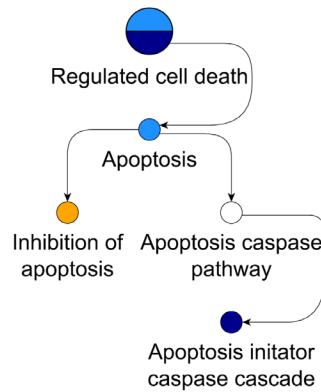 Regulated cell death
Apoptosis
Inhibition of
apoptosis
Apoptosis caspase
pathway
Apoptosis initator
caspase cascade